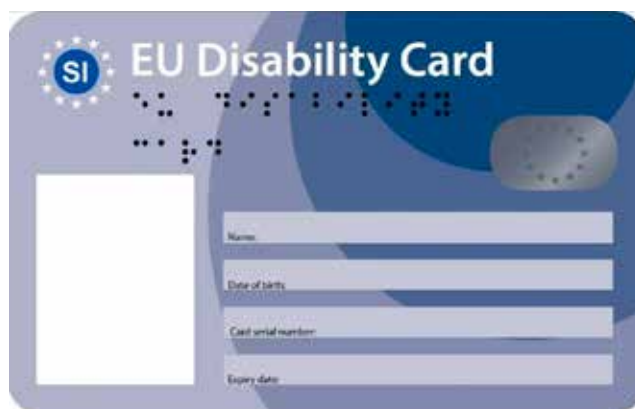 SI
EU Disability Card
⠑⠥ ⠙⠊⠎⠁⠃⠊⠇⠊⠞⠽
⠉⠁⠗⠙
Name:
Date of birth:
Card serial number:
Expiry date: